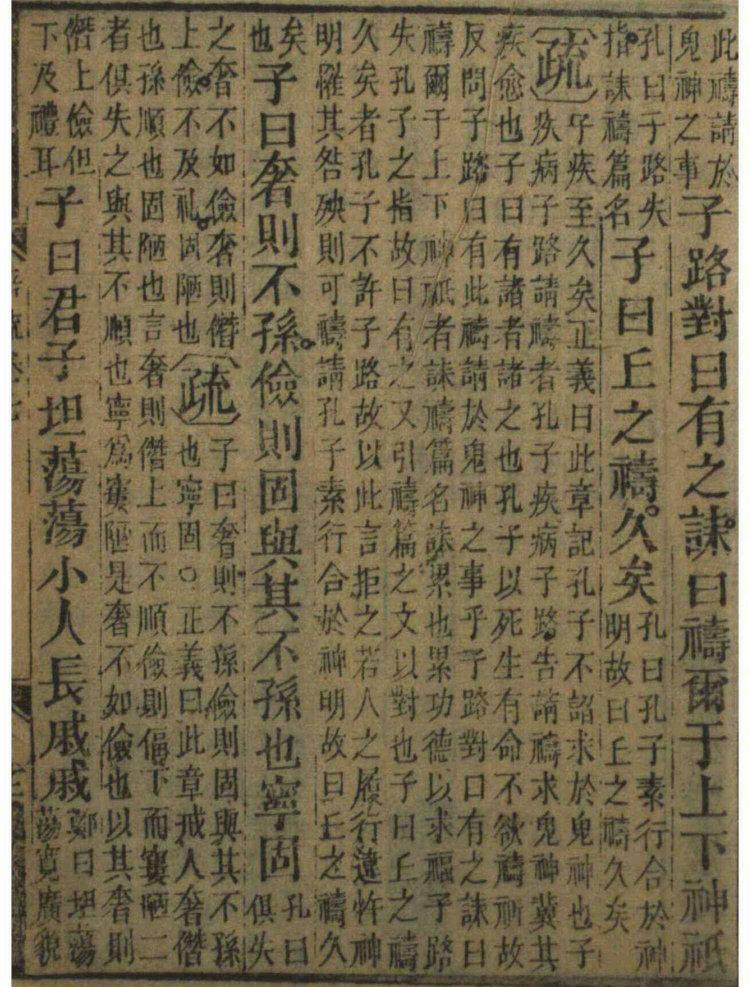 此禱請於
鬼神之事
子路對曰有之誄曰禱爾于上下神祇
孔曰子路失
指誄禱篇名
子曰丘之禱久矣
孔曰孔子素行合於神
明故曰丘之禱久矣
疏
子疾至久矣正義曰此章記孔子不諂求於鬼神也子
疾病子路請禱者孔子疾病子路告請禱求鬼神冀其
疾愈也子曰有諸者諸之也孔子以死生有命不欲禱祈故
反問子路曰有此禱請於鬼神之事乎子路對曰有之誄曰
禱爾于上下神祇者誄禱篇名誄累也累功德以求福子路
失孔子之指故曰有之又引禱篇之文以對也子曰丘之禱
久矣者孔子不許子路故以此言拒之若人之履行違忤神
明罹其咎殃則可禱請孔子素行合於神明故曰丘之禱久
矣
也
子曰奢則不孫儉則固與其不孫也寧固
孔曰
俱失
之奢不如儉奢則僭
上儉不及礼固陋也
疏
子曰奢則不孫儉則固與其不孫
也寧固○正義曰此章戒人奢僭
也孫順也固陋也言奢則僭上而不順儉則偪下而窶陋二
者俱失之與其不順也寧爲窶陋是奢不如儉也以其奢則
僭上儉但
下及禮耳
子曰君子坦蕩蕩小人長戚戚
鄭曰坦蕩
蕩寬廣貌